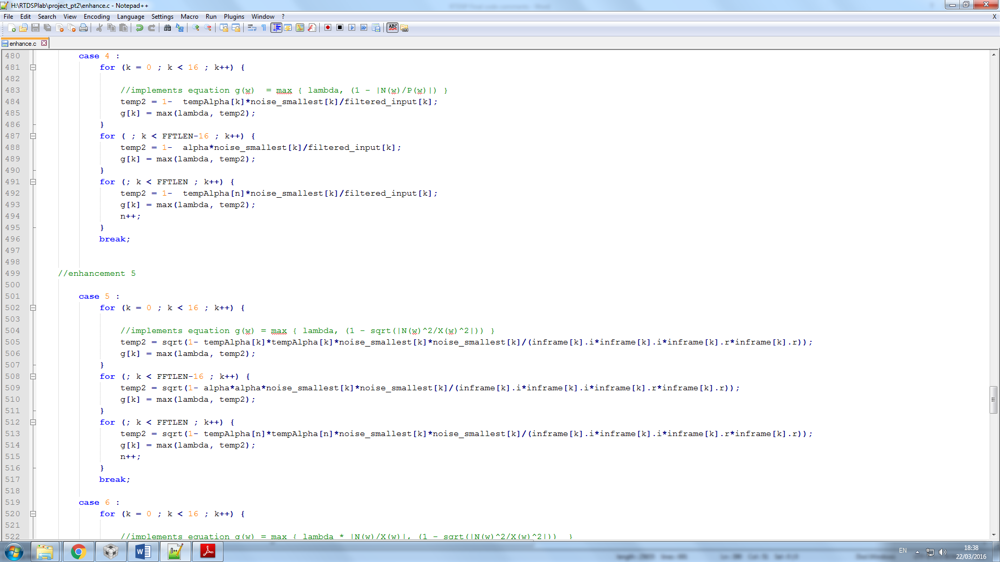 H:\RTDSPlab\project_pt2\enhance.c - Notepad++
File Edit Search View Encoding Language Settings Macro Run Plugins Window ? X
enhance.c
480 case 4 :
481 for (k = 0 ; k < 16 ; k++) {
482
483 //implements equation g(w)  = max { lambda, (1 - |N(w)/P(w)|) }
484 temp2 = 1-  tempAlpha[k]*noise_smallest[k]/filtered_input[k];
485 g[k] = max(lambda, temp2);
486 }
487 for ( ; k < FFTLEN-16 ; k++) {
488 temp2 = 1-  alpha*noise_smallest[k]/filtered_input[k];
489 g[k] = max(lambda, temp2);
490 }
491 for (; k < FFTLEN ; k++) {
492 temp2 = 1-  tempAlpha[n]*noise_smallest[k]/filtered_input[k];
493 g[k] = max(lambda, temp2);
494 n++;
495 }
496 break;
497
498
499 //enhancement 5
500
501 case 5 :
502 for (k = 0 ; k < 16 ; k++) {
503
504 //implements equation g(w) = max { lambda, (1 - sqrt(|N(w)^2/X(w)^2|)) }
505 temp2 = sqrt(1- tempAlpha[k]*tempAlpha[k]*noise_smallest[k]*noise_smallest[k]/(inframe[k].i*inframe[k].i*inframe[k].r*inframe[k].r));
506 g[k] = max(lambda, temp2);
507 }
508 for (; k < FFTLEN-16 ; k++) {
509 temp2 = sqrt(1- alpha*alpha*noise_smallest[k]*noise_smallest[k]/(inframe[k].i*inframe[k].i*inframe[k].r*inframe[k].r));
510 g[k] = max(lambda, temp2);
511 }
512 for (; k < FFTLEN ; k++) {
513 temp2 = sqrt(1- tempAlpha[n]*tempAlpha[n]*noise_smallest[k]*noise_smallest[k]/(inframe[k].i*inframe[k].i*inframe[k].r*inframe[k].r));
514 g[k] = max(lambda, temp2);
515 n++;
516 }
517 break;
518
519 case 6 :
520 for (k = 0 ; k < 16 ; k++) {
521
522 //implements equation g(w) = max { lambda * |N(w)/X(w)|, (1 - sqrt(|N(w)^2/X(w)^2|))  }
EN
18:38
22/03/2016